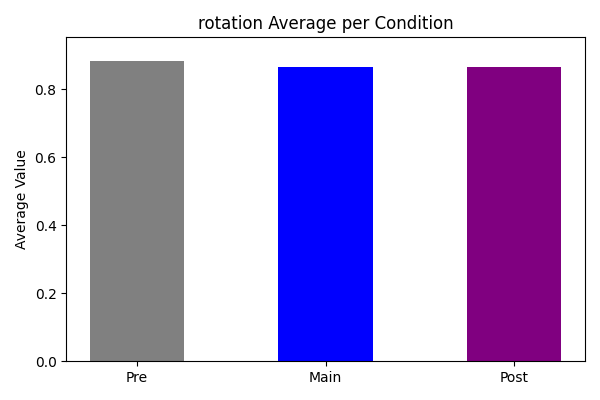 rotation Average per Condition
Average Value
0.8
0.6
0.4
0.2
0.0
Pre
Main
Post